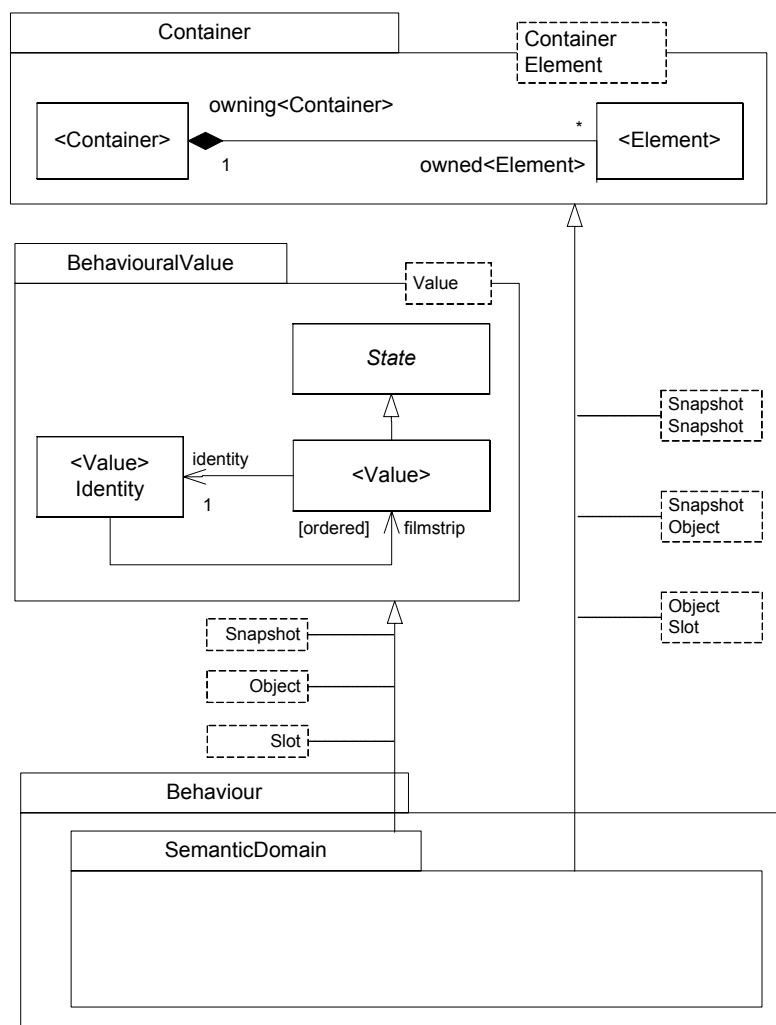 Container
Container
Element
owning<Container>
<Container>
*
<Element>
1
owned<Element>
BehaviouralValue
Value
State
<Value>
Identity
identity
<Value>
1
[ordered]
filmstrip
Snapshot
Snapshot
Snapshot
Object
Object
Slot
Snapshot
Object
Slot
Behaviour
SemanticDomain